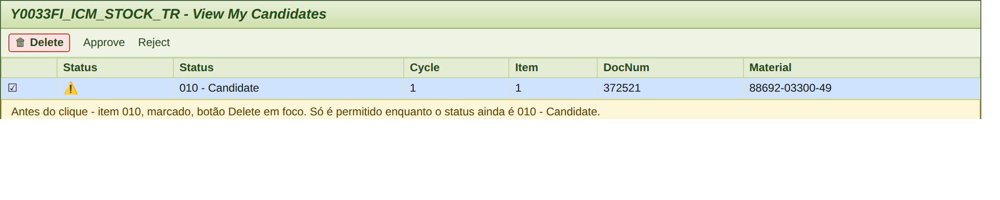 Y0033FI_ICM_STOCK_TR - View My Candidates
🗑 Delete Approve Reject
Status Status Cycle Item DocNum Material
☑ ⚠️ 010 - Candidate 1 1 372521 88692-03300-49
Antes do clique - item 010, marcado, botão Delete em foco. Só é permitido enquanto o status ainda é 010 - Candidate.